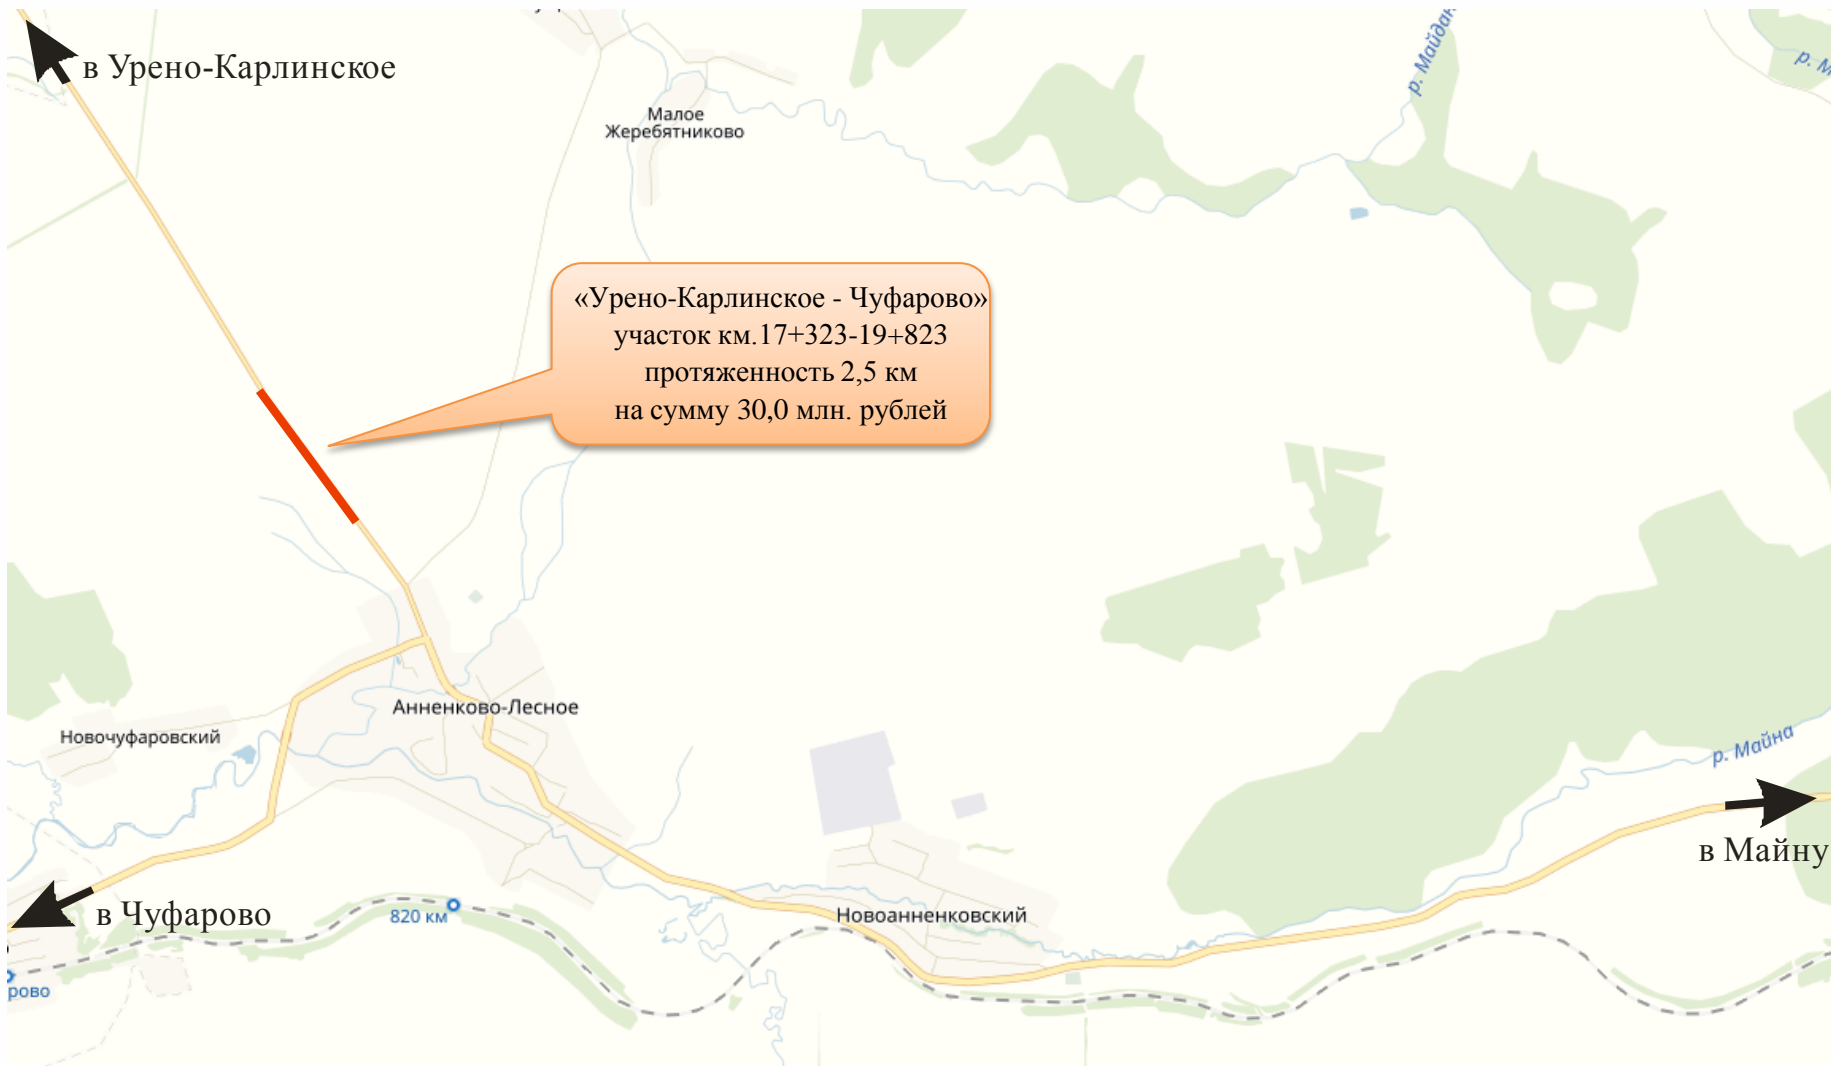 в Урено-Карлинское
р. Майдан
р. М
Малое
Жеребятниково
«Урено-Карлинское - Чуфарово»
участок км.17+323-19+823
протяженность 2,5 км
на сумму 30,0 млн. рублей
Анненково-Лесное
Новочуфаровский
р. Майна
в Майну
в Чуфарово
820 км
Новоанненковский
рово